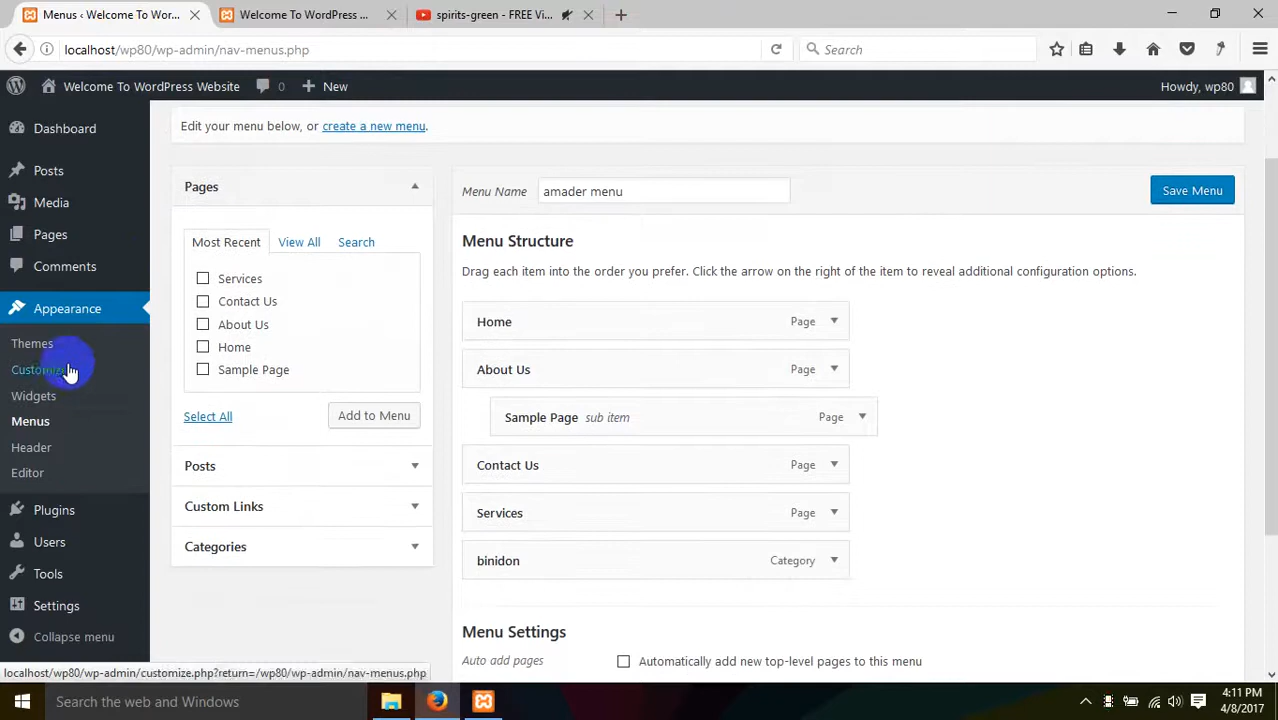 Menus ‹ Welcome To WordPress W...
Welcome To WordPress ...
spirits-green - FREE Vi...
localhost/wp80/wp-admin/nav-menus.php
Search
Welcome To WordPress Website
0
New
Howdy, wp80
Dashboard
Posts
Media
Pages
Comments
Appearance
Themes
Customize
Widgets
Menus
Header
Editor
Plugins
Users
Tools
Settings
Collapse menu
Edit your menu below, or create a new menu.
Pages
Most Recent View All Search
Services
Contact Us
About Us
Home
Sample Page
Select All Add to Menu
Posts
Custom Links
Categories
Menu Name amader menu Save Menu
Menu Structure
Drag each item into the order you prefer. Click the arrow on the right of the item to reveal additional configuration options.
Home Page
About Us Page
Sample Page sub item Page
Contact Us Page
Services Page
binidon Category
Menu Settings
Auto add pages Automatically add new top-level pages to this menu
localhost/wp80/wp-admin/customize.php?return=/wp80/wp-admin/nav-menus.php
Search the web and Windows
4:11 PM
4/8/2017